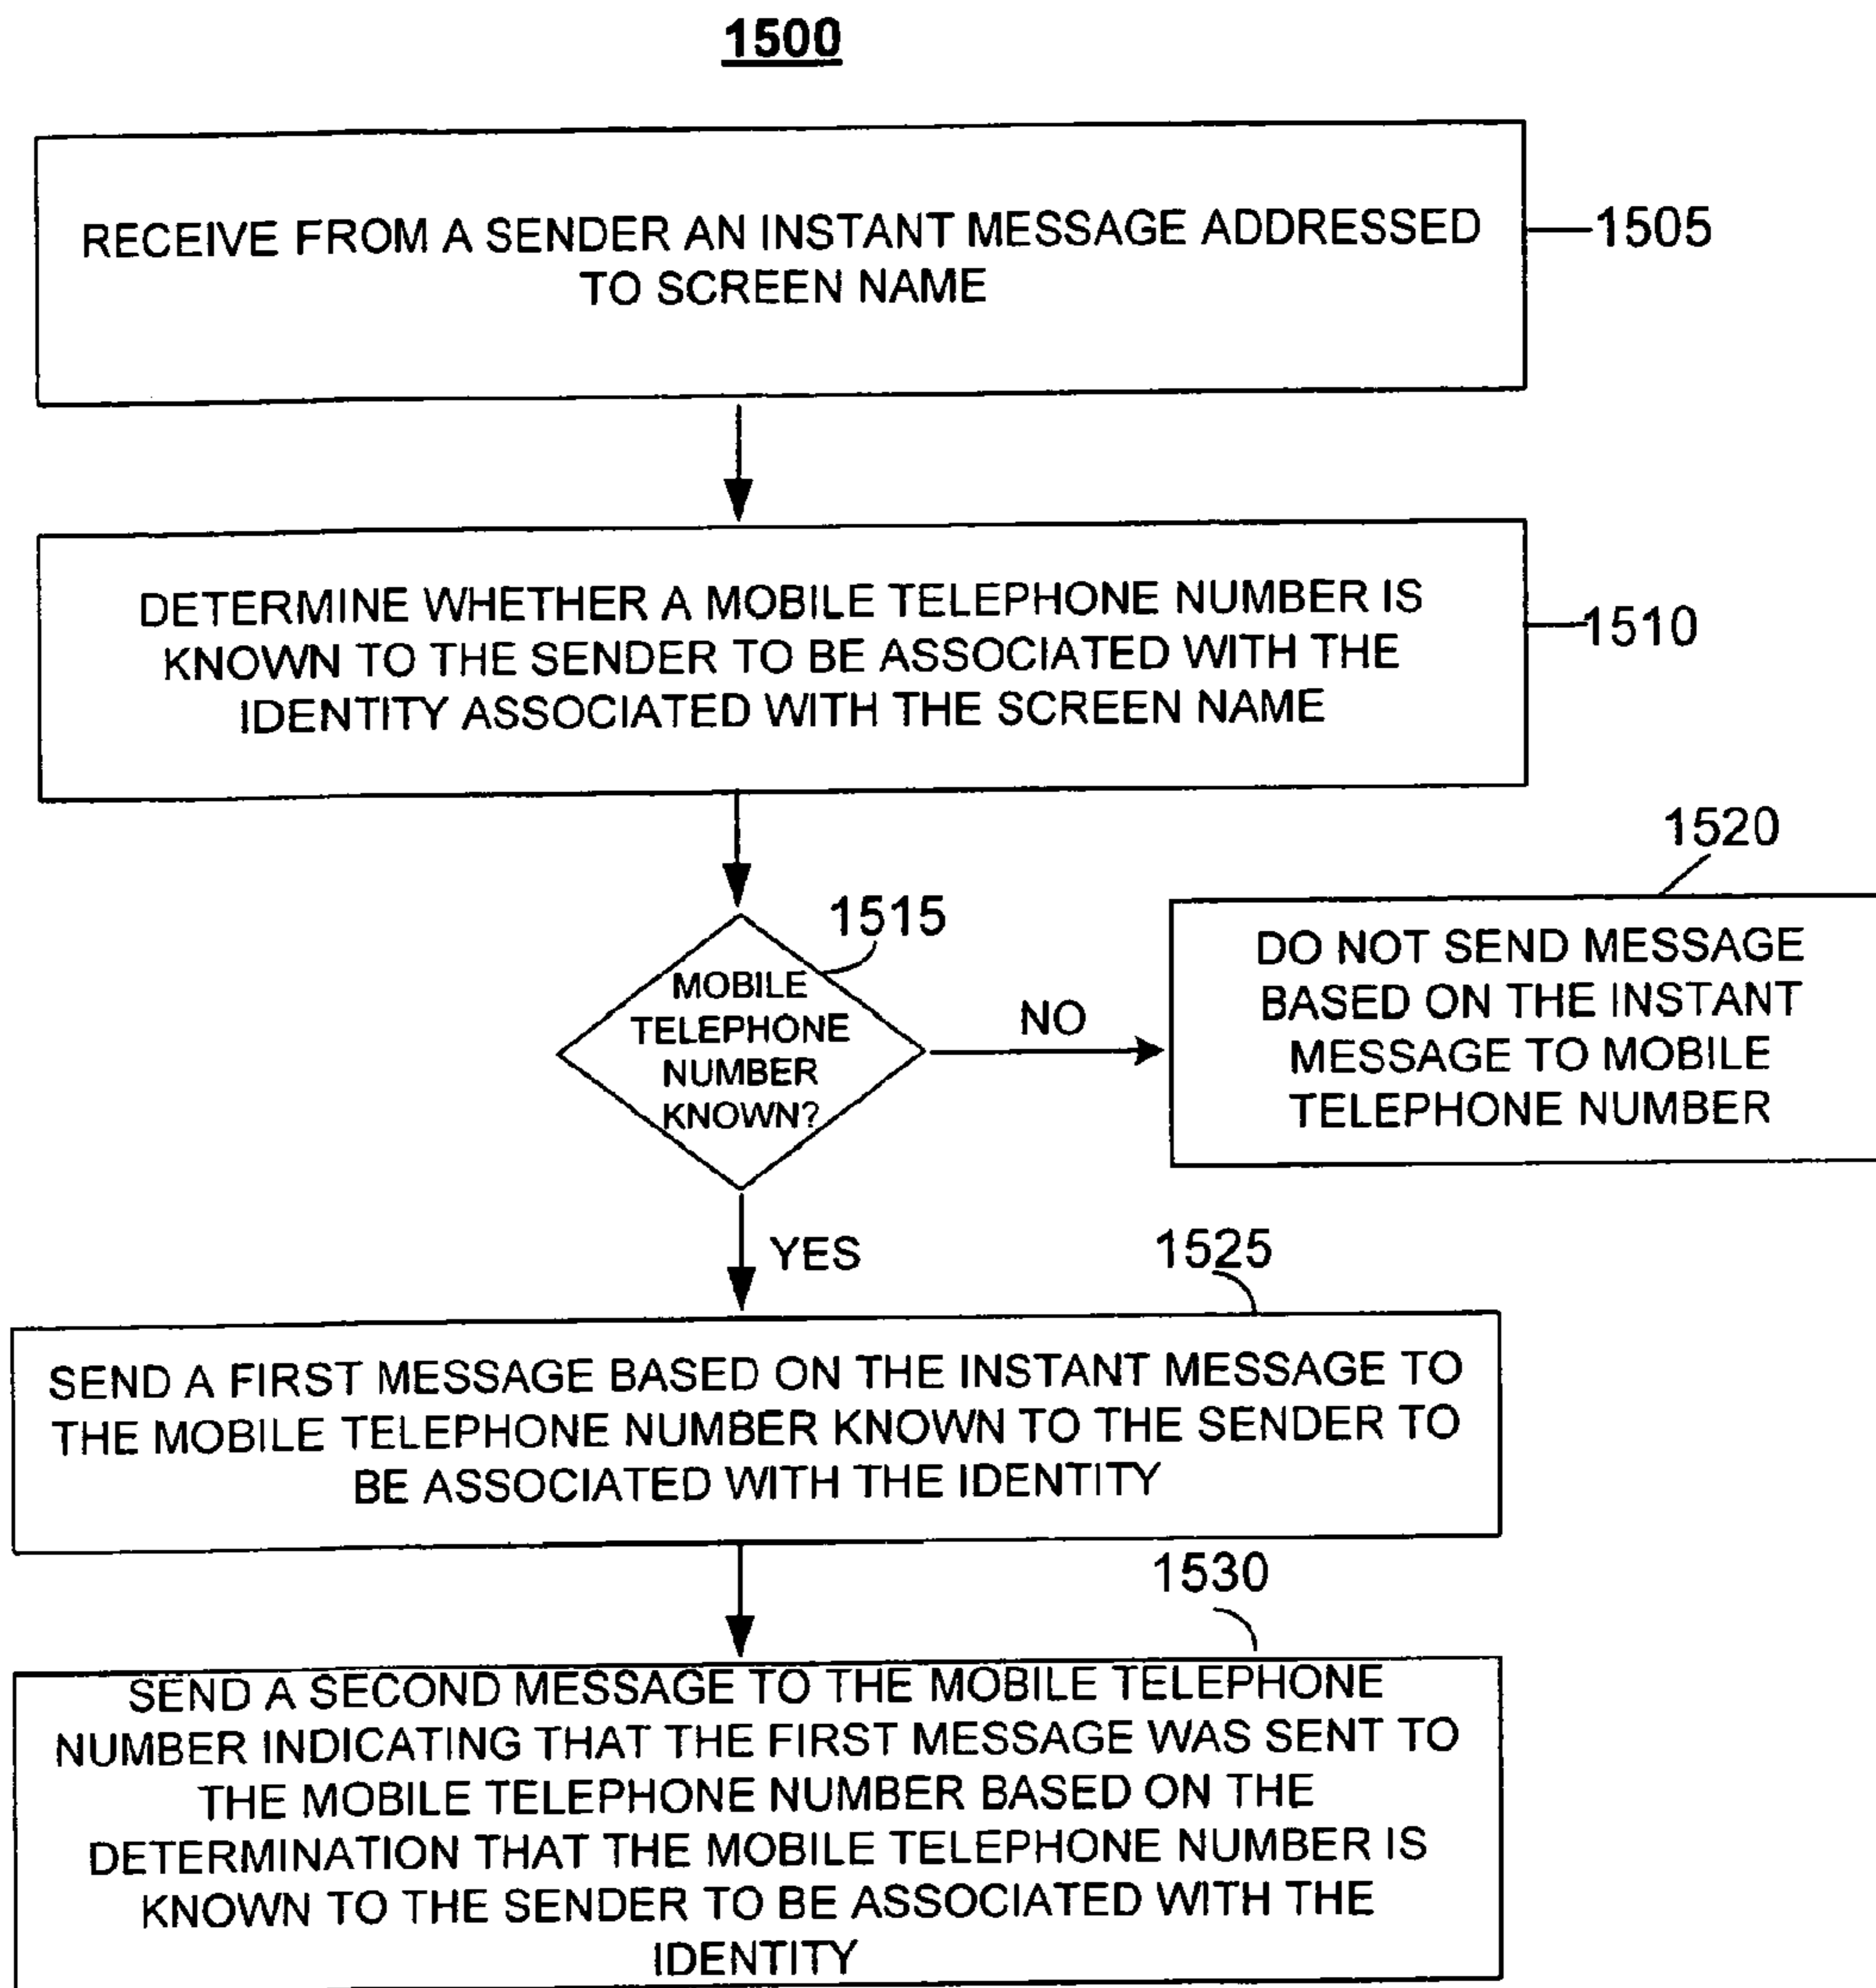 1500
RECEIVE FROM A SENDER AN INSTANT MESSAGE ADDRESSED
TO SCREEN NAME
1505
DETERMINE WHETHER A MOBILE TELEPHONE NUMBER IS
KNOWN TO THE SENDER TO BE ASSOCIATED WITH THE
IDENTITY ASSOCIATED WITH THE SCREEN NAME
1510
1515
MOBILE
TELEPHONE
NUMBER
KNOWN?
NO
1520
DO NOT SEND MESSAGE
BASED ON THE INSTANT
MESSAGE TO MOBILE
TELEPHONE NUMBER
YES
1525
SEND A FIRST MESSAGE BASED ON THE INSTANT MESSAGE TO
THE MOBILE TELEPHONE NUMBER KNOWN TO THE SENDER TO
BE ASSOCIATED WITH THE IDENTITY
1530
SEND A SECOND MESSAGE TO THE MOBILE TELEPHONE
NUMBER INDICATING THAT THE FIRST MESSAGE WAS SENT TO
THE MOBILE TELEPHONE NUMBER BASED ON THE
DETERMINATION THAT THE MOBILE TELEPHONE NUMBER IS
KNOWN TO THE SENDER TO BE ASSOCIATED WITH THE
IDENTITY